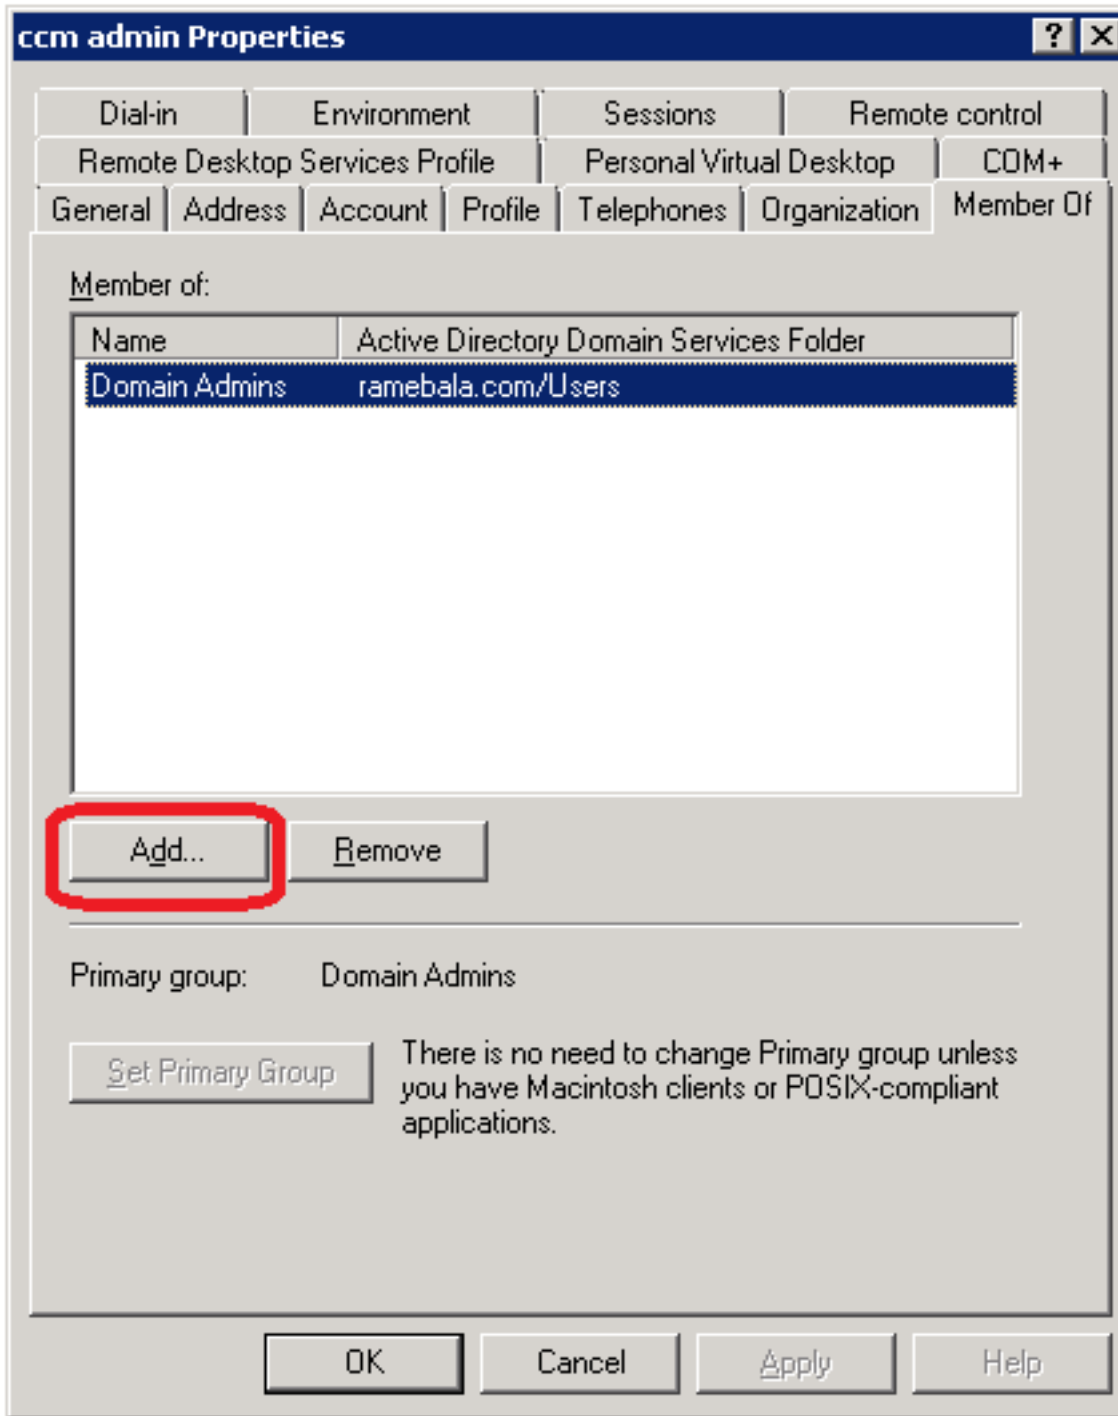 ccm admin Properties
Dial-in Environment Sessions Remote control
Remote Desktop Services Profile Personal Virtual Desktop COM+
General Address Account Profile Telephones Organization Member Of
Member of:
Name Active Directory Domain Services Folder
Domain Admins ramebala.com/Users
Add... Remove
Primary group: Domain Admins
Set Primary Group
There is no need to change Primary group unless
you have Macintosh clients or POSIX-compliant
applications.
OK Cancel Apply Help